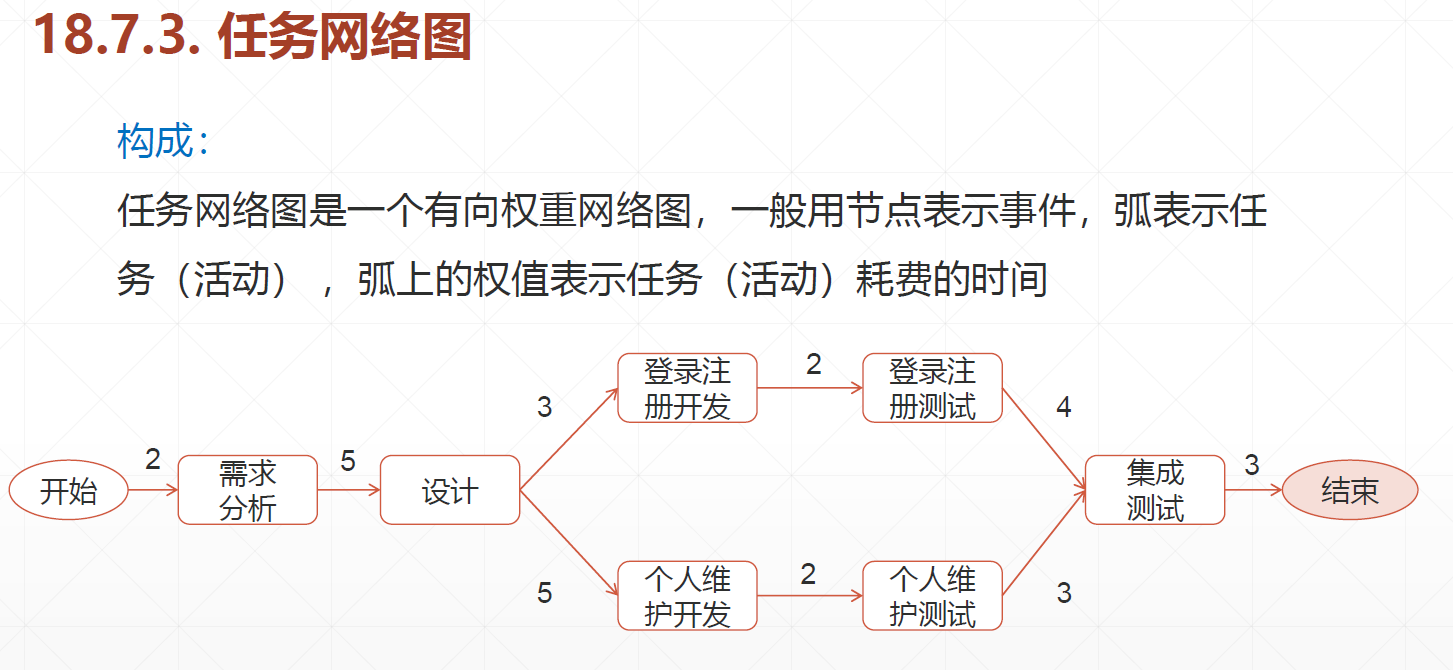 18.7.3. 任务网络图
构成：
任务网络图是一个有向权重网络图，一般用节点表示事件，弧表示任
务（活动），弧上的权值表示任务（活动）耗费的时间
开始
2
需求
分析
5
设计
3
登录注
册开发
2
登录注
册测试
4
5
个人维
护开发
2
个人维
护测试
3
集成
测试
3
结束